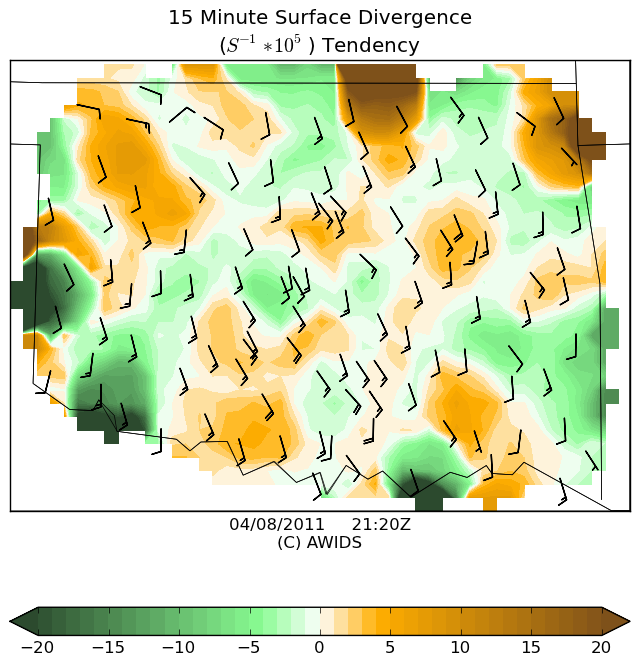 15 Minute Surface Divergence
(S⁻¹ *10⁵ ) Tendency
04/08/2011 21:20Z
(C) AWIDS
−20 −15 −10 −5 0 5 10 15 20